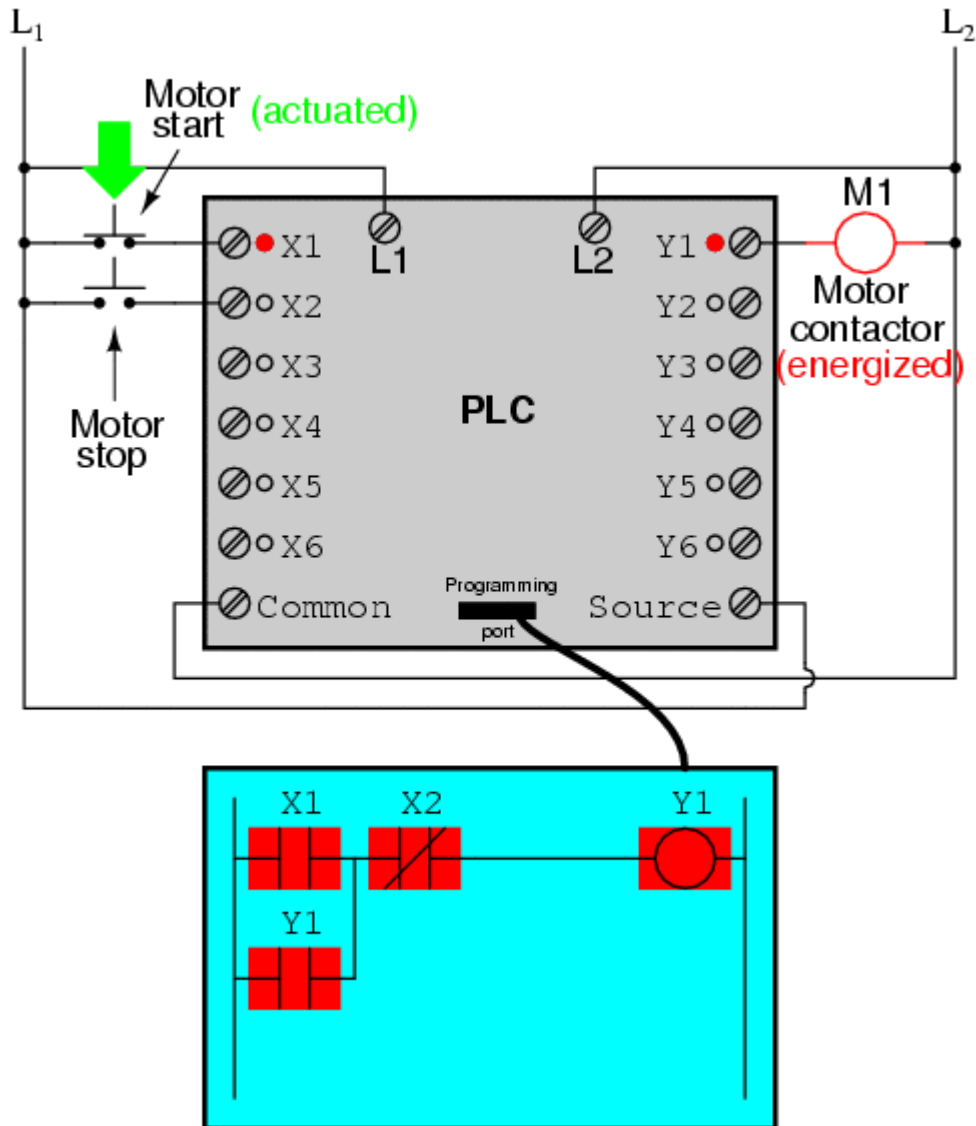 L1
L2
Motor
start
(actuated)
M1
L1
L2
X1
X2
X3
X4
X5
X6
Common
Y1
Y2
Y3
Y4
Y5
Y6
Source
PLC
Programming
port
Motor
contactor
(energized)
Motor
stop
X1
X2
Y1
Y1